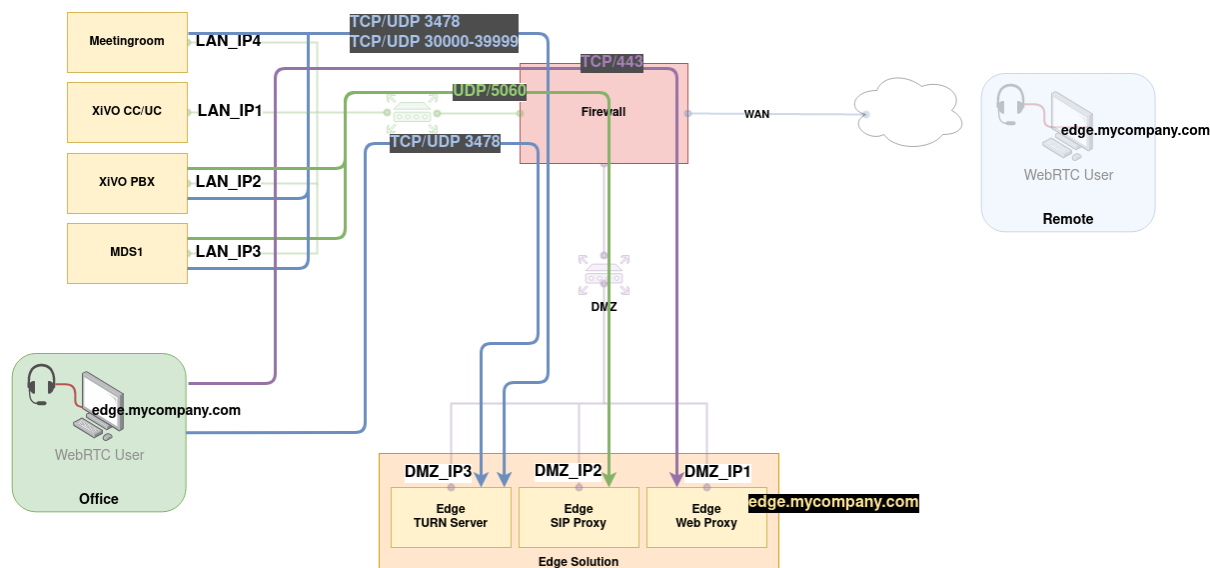 TCP/UDP 3478
TCP/UDP 30000-39999
Meetingroom
LAN_IP4
TCP/443
XiVO CC/UC
LAN_IP1
UDP/5060
Firewall
WAN
edge.mycompany.com
WebRTC User
Remote
TCP/UDP 3478
XiVO PBX
LAN_IP2
MDS1
LAN_IP3
DMZ
edge.mycompany.com
WebRTC User
Office
DMZ_IP3
DMZ_IP2
DMZ_IP1
edge.mycompany.com
Edge
TURN Server
Edge
SIP Proxy
Edge
Web Proxy
Edge Solution